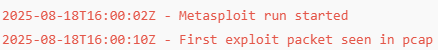 2025-08-18T16:00:02Z - Metasploit run started
2025-08-18T16:00:10Z - First exploit packet seen in pcap